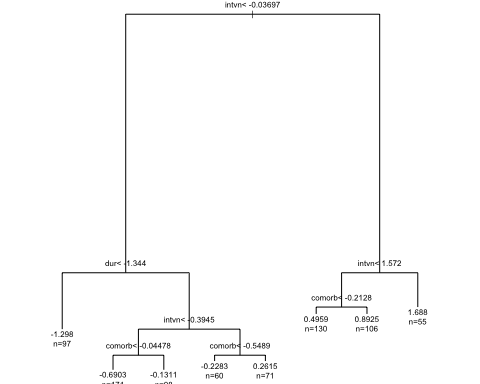 intvn< -0.03697
dur< -1.344
intvn< 1.572
comorb< -0.2128
1.688
n=55
0.4959
n=130
0.8925
n=106
intvn< -0.3945
-1.298
n=97
comorb< -0.04478
comorb< -0.5489
-0.2283
n=60
0.2615
n=71
-0.6903
-0.1311